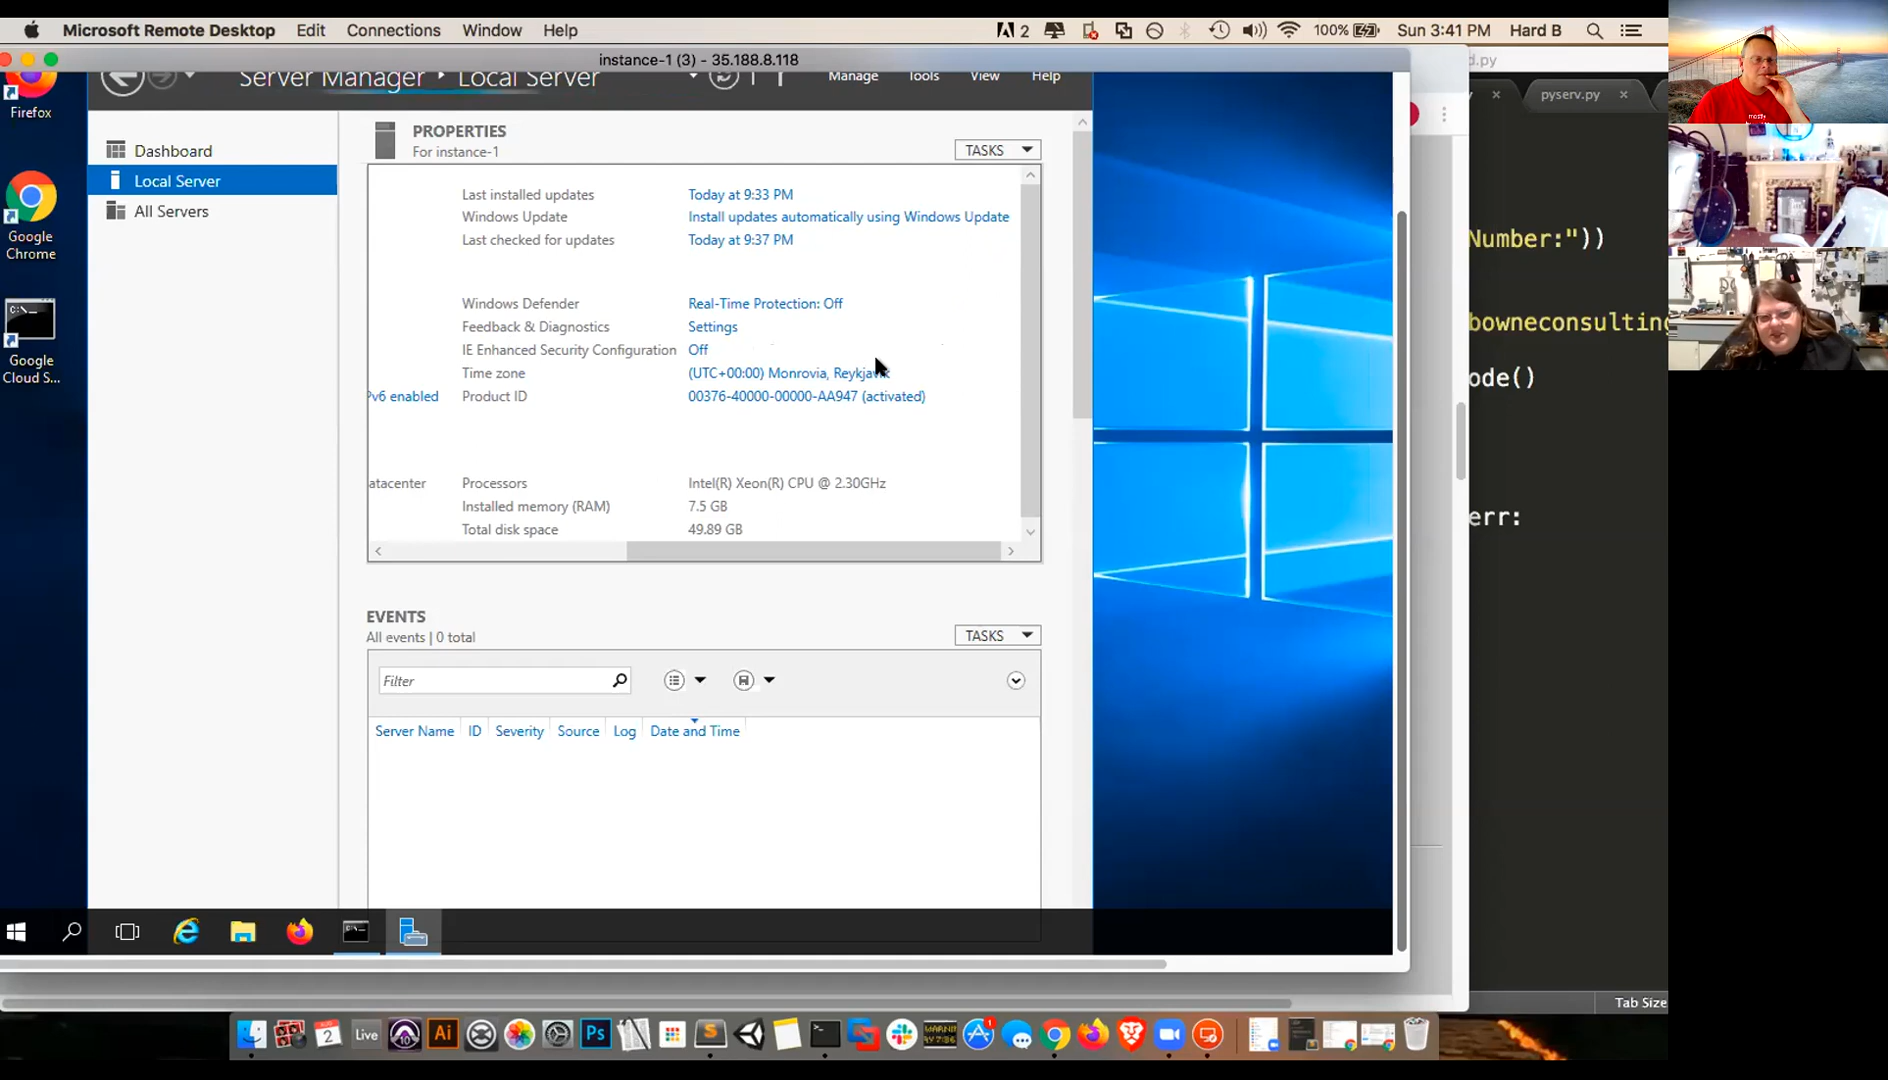 Microsoft Remote Desktop Edit Connections Window Help 2 100% Sun 3:41 PM Hard B
instance-1 (3) - 35.188.8.118
d.py
Server Manager Local Server Manage Tools View Help
pyserv.py
Firefox
Google Chrome
Google Cloud S...
Dashboard
Local Server
All Servers
PROPERTIES
For instance-1
TASKS
Last installed updates Today at 9:33 PM
Windows Update Install updates automatically using Windows Update
Last checked for updates Today at 9:37 PM
Windows Defender Real-Time Protection: Off
Feedback & Diagnostics Settings
IE Enhanced Security Configuration Off
Time zone (UTC+00:00) Monrovia, Reykjavik
Pv6 enabled Product ID 00376-40000-00000-AA947 (activated)
atacenter Processors Intel(R) Xeon(R) CPU @ 2.30GHz
Installed memory (RAM) 7.5 GB
Total disk space 49.89 GB
EVENTS
All events | 0 total
TASKS
Filter
Server Name ID Severity Source Log Date and Time
Number:"))
bowneconsulting
ode()
err:
Tab Size
mostly
C:\>_
2
Live
10
Ai
Ps
1